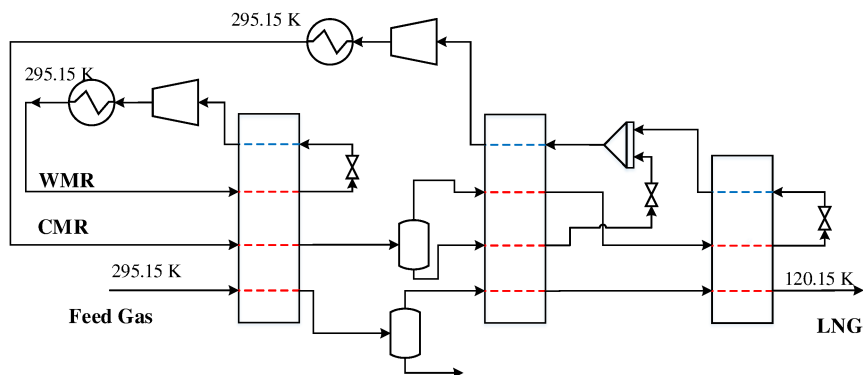 295.15 K
295.15 K
WMR
CMR
295.15 K
120.15 K
Feed Gas
LNG